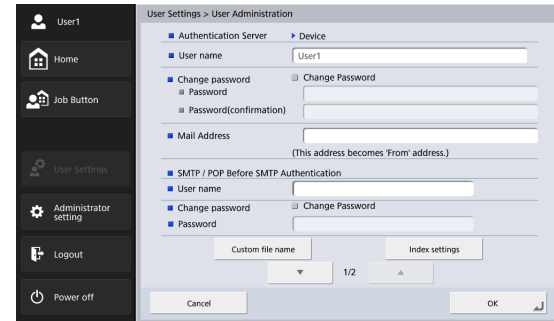 User1
Home
Job Button
User Settings
Administrator
setting
Logout
Power off
User Settings > User Administration
Authentication Server Device
User name User1
Change password Change Password
Password
Password(confirmation)
Mail Address
(This address becomes 'From' address.)
SMTP / POP Before SMTP Authentication
User name
Change password Change Password
Password
Custom file name Index settings
1/2
Cancel OK